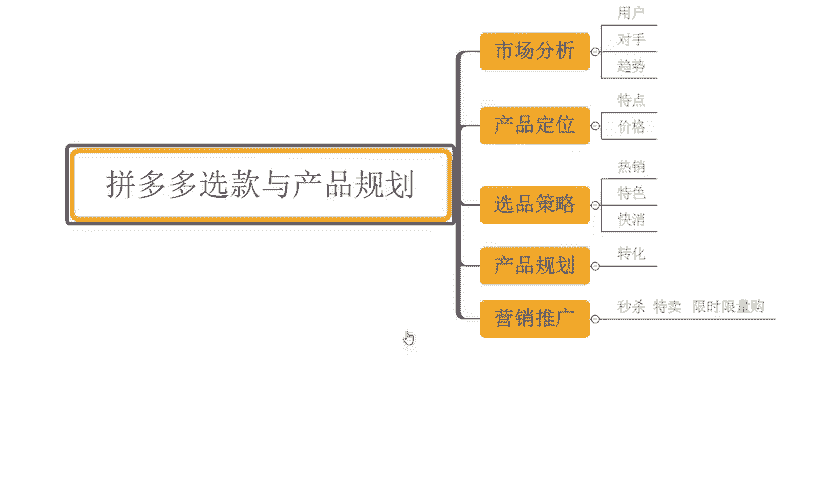 拼多多选款与产品规划
市场分析
用户
对手
趋势
产品定位
特点
价格
选品策略
热销
特色
快消
产品规划
转化
营销推广
秒杀 特卖 限时限量购